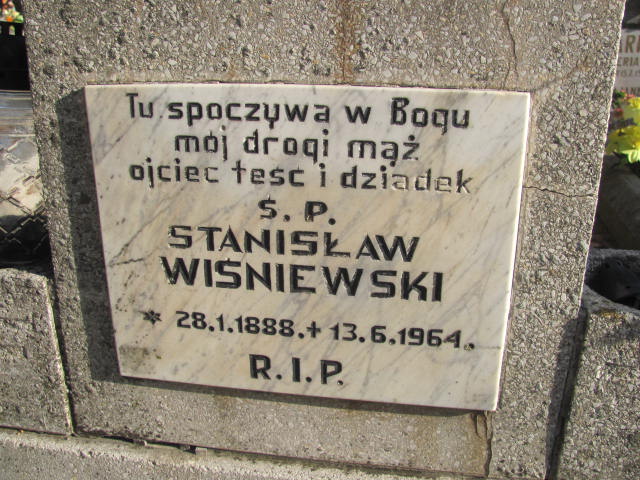 Tu spoczywa w Bogu
mój drogi mąż
ojciec teść i dziadek
Ś. P.
STANISŁAW
WIŚNIEWSKI
* 28.1.1888. + 13.6.1964.
R.I.P.